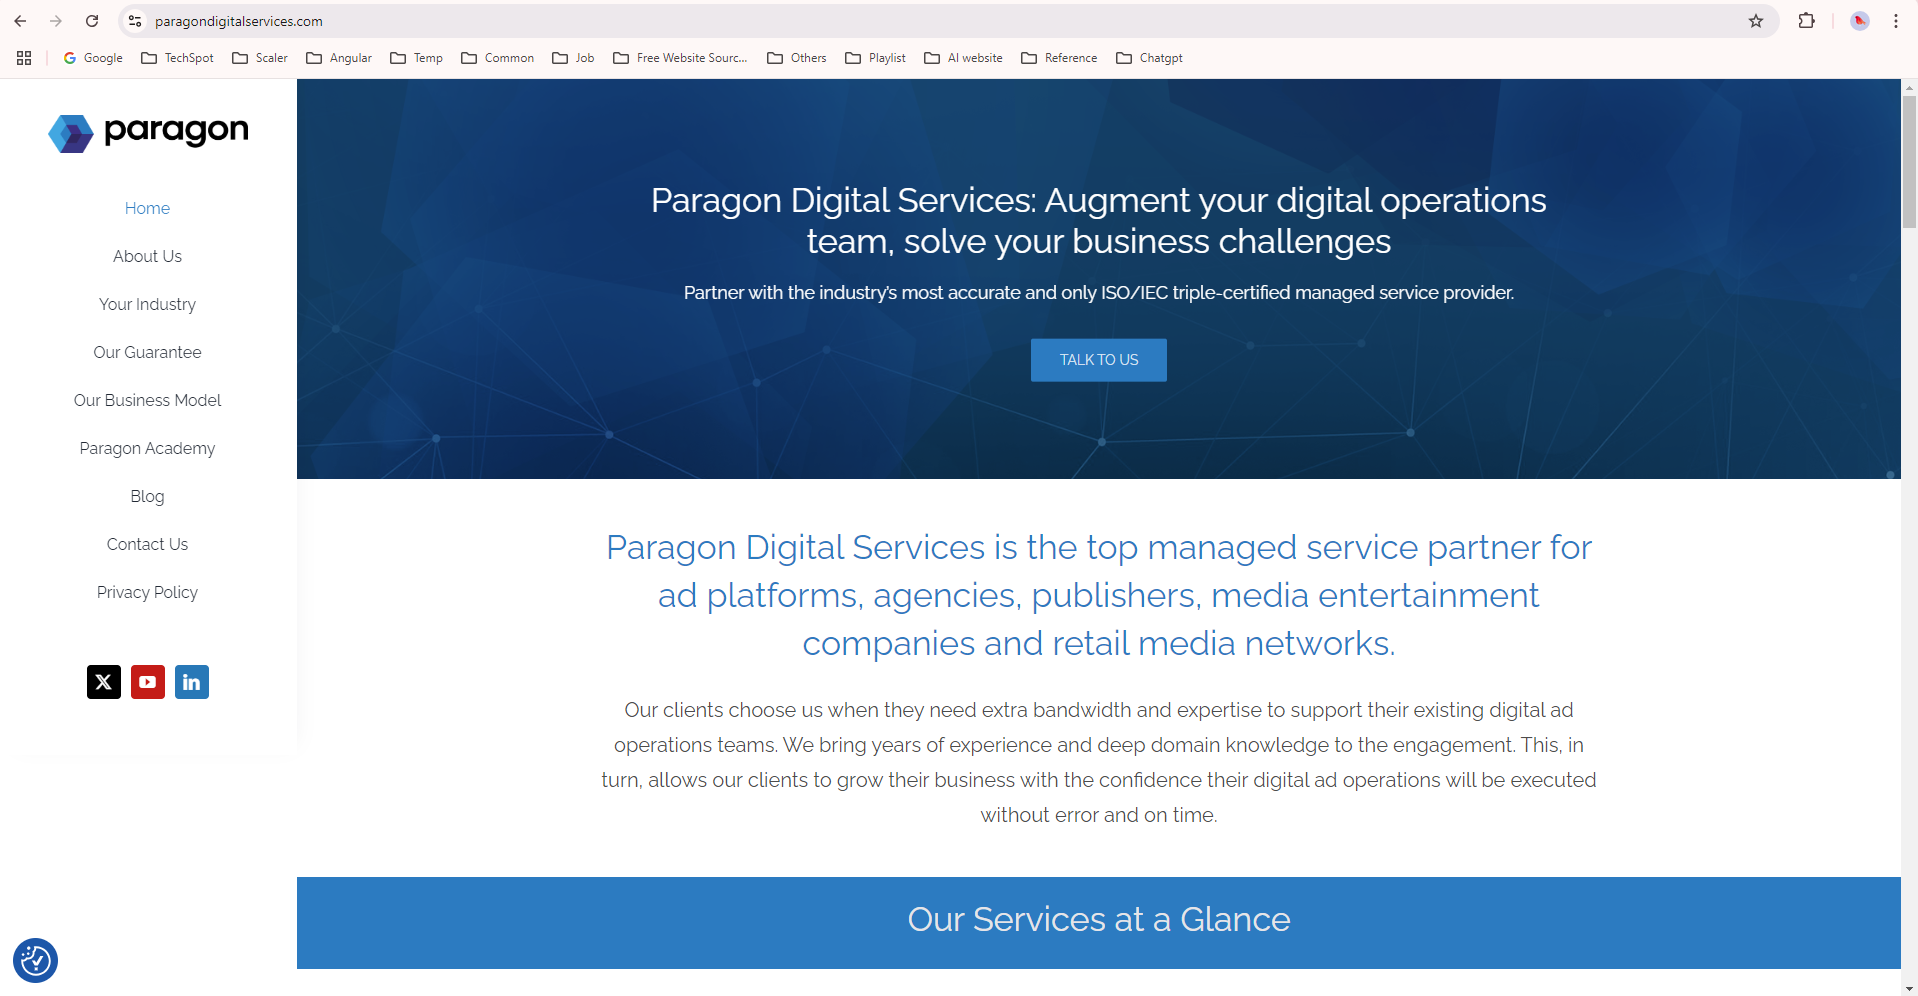 paragondigitalservices.com
Google TechSpot Scaler Angular Temp Common Job Free Website Sourc... Others Playlist AI website Reference Chatgpt
paragon
Home
About Us
Your Industry
Our Guarantee
Our Business Model
Paragon Academy
Blog
Contact Us
Privacy Policy
Paragon Digital Services: Augment your digital operations
team, solve your business challenges
Partner with the industry's most accurate and only ISO/IEC triple-certified managed service provider.
TALK TO US
Paragon Digital Services is the top managed service partner for
ad platforms, agencies, publishers, media entertainment
companies and retail media networks.
Our clients choose us when they need extra bandwidth and expertise to support their existing digital ad
operations teams. We bring years of experience and deep domain knowledge to the engagement. This, in
turn, allows our clients to grow their business with the confidence their digital ad operations will be executed
without error and on time.
Our Services at a Glance